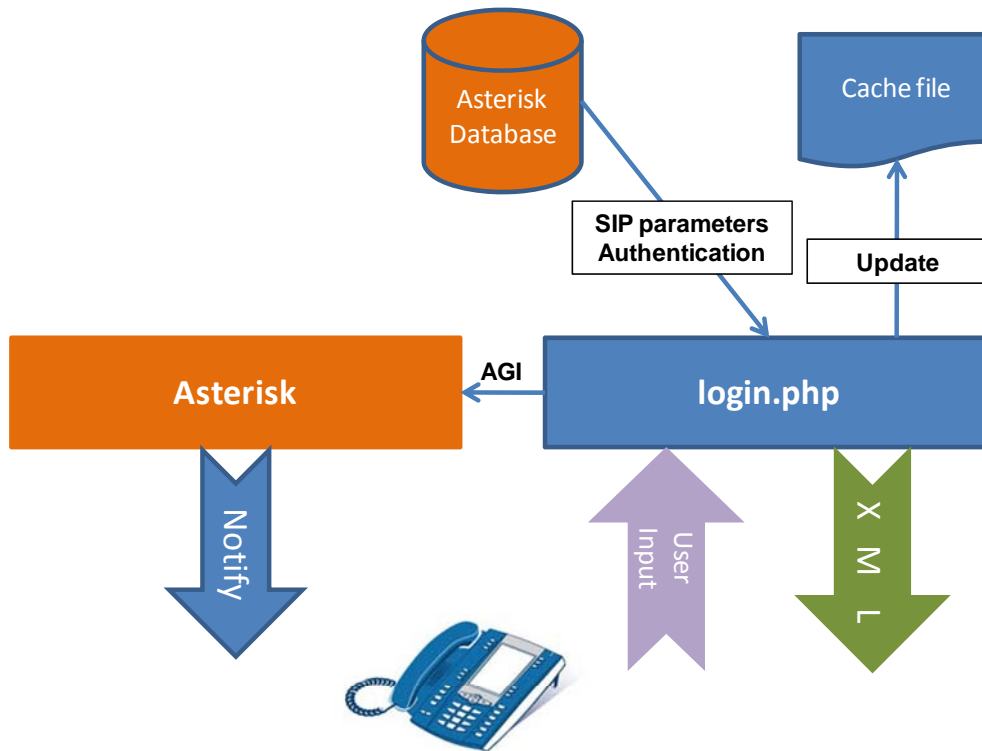 Asterisk
Database
Cache file
SIP parameters
Authentication
Update
Asterisk
AGI
login.php
Notify
User
Input
X M L